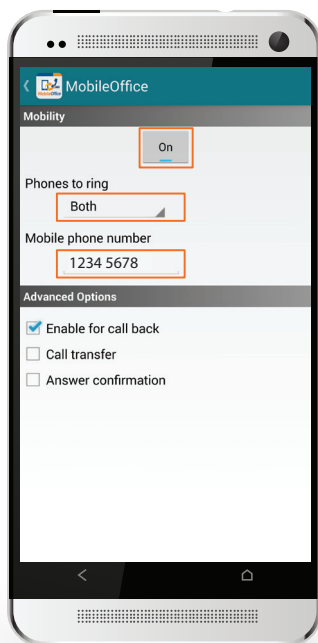 MobileOffice
Mobility
On
Phones to ring
Both
Mobile phone number
1234 5678
Advanced Options
Enable for call back
Call transfer
Answer confirmation